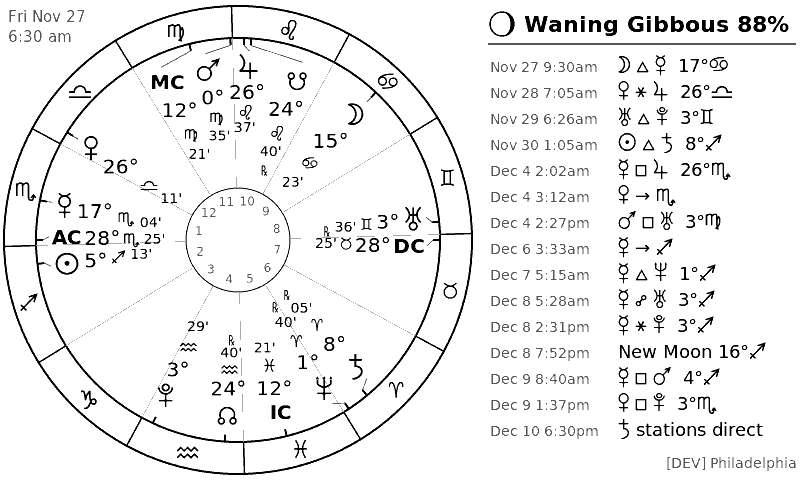 Fri Nov 27
6:30 am
Waning Gibbous 88%
Nov 27 9:30am ☽ △ ☿ 17°♋
Nov 28 7:05am ♀ ⚹ ♃ 26°♎
Nov 29 6:26am ♅ △ ♇ 3°♊
Nov 30 1:05am ☉ △ ♄ 8°♐
Dec 4 2:02am ☿ □ ♃ 26°♏
Dec 4 3:12am ♀ → ♏
Dec 4 2:27pm ♂ □ ♅ 3°♍
Dec 6 3:33am ☿ → ♐
Dec 7 5:15am ☿ △ ♆ 1°♐
Dec 8 5:28am ☿ ☍ ♅ 3°♐
Dec 8 2:31pm ☿ ⚹ ♇ 3°♐
Dec 8 7:52pm New Moon 16°♐
Dec 9 8:40am ☿ □ ♂ 4°♐
Dec 9 1:37pm ♀ □ ♇ 3°♏
Dec 10 6:30pm ♄ stations direct
[DEV] Philadelphia
MC 12° ♍ 21'
♂ 0° ♍ 35'
♃ 26° ♌ 37'
☋ 24° ♌ 40' ℞
☽ 15° ♋ 23'
♀ 26° ♎ 11'
☿ 17° ♏ 04'
AC 28° ♏ 25'
☉ 5° ♐ 13'
♅ 3° ♊ 36' ℞
DC 28° ♉ 25'
♇ 3° ♒ 29'
☊ 24° ♒ 40' ℞
IC 12° ♓ 21'
♆ 1° ♈ 40' ℞
♄ 8° ♈ 05' ℞
1
2
3
4
5
6
7
8
9
10
11
12
♍
♌
♋
♊
♉
♈
♓
♒
♑
♐
♏
♎